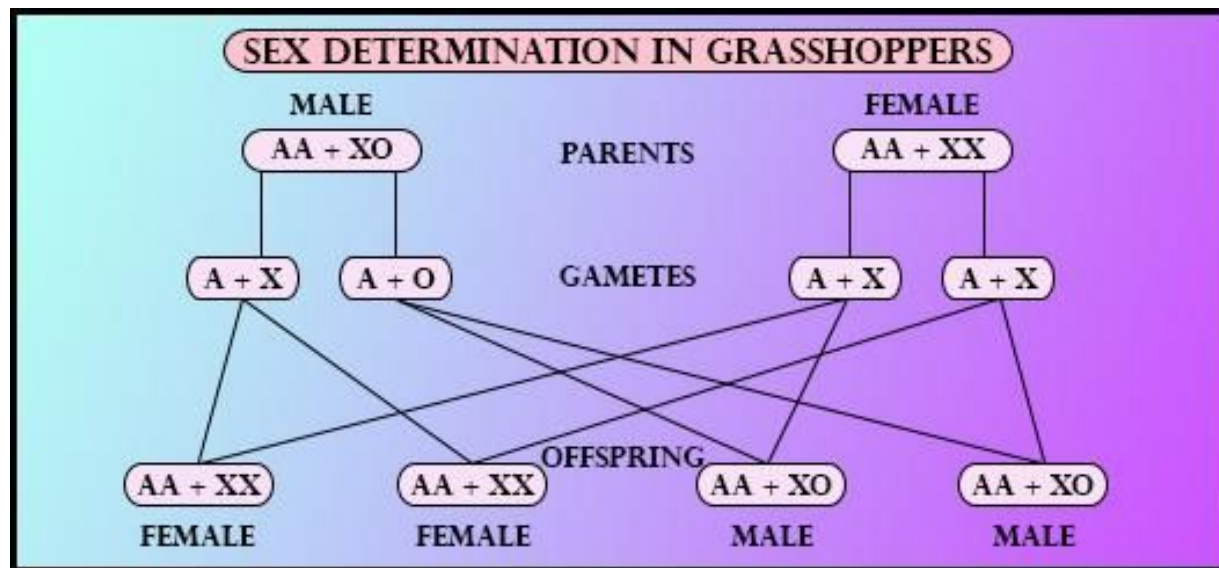 SEX DETERMINATION IN GRASSHOPPERS
MALE
FEMALE
AA + XO
PARENTS
AA + XX
A + X
A + O
GAMETES
A + X
A + X
OFFSPRING
AA + XX
AA + XX
AA + XO
AA + XO
FEMALE
FEMALE
MALE
MALE